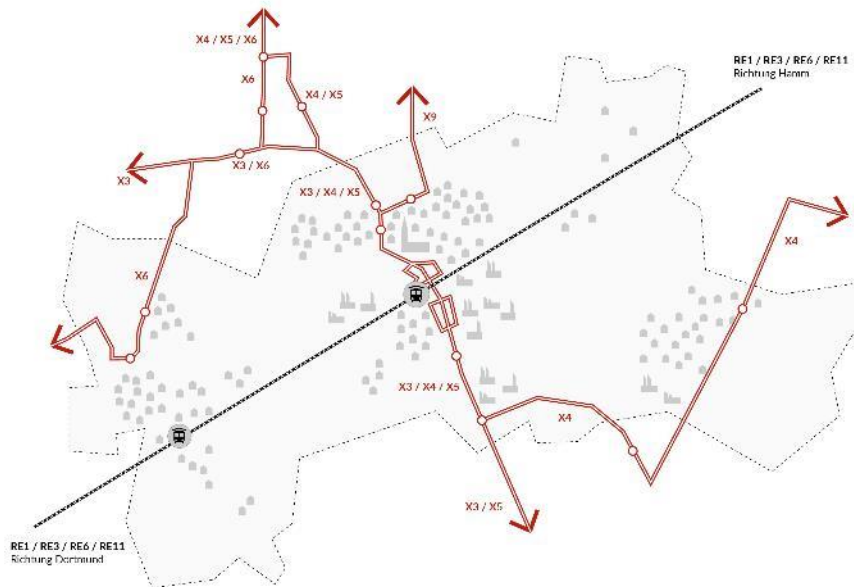 X4 / X5 / X6
X6
X4 / X5
X9
RE1 / RE3 / RE6 / RE11
Richtung Hamm
X3
X3 / X6
X3 / X4 / X5
X4
X6
X3 / X4 / X5
X4
X3 / X5
RE1 / RE3 / RE6 / RE11
Richtung Dortmund